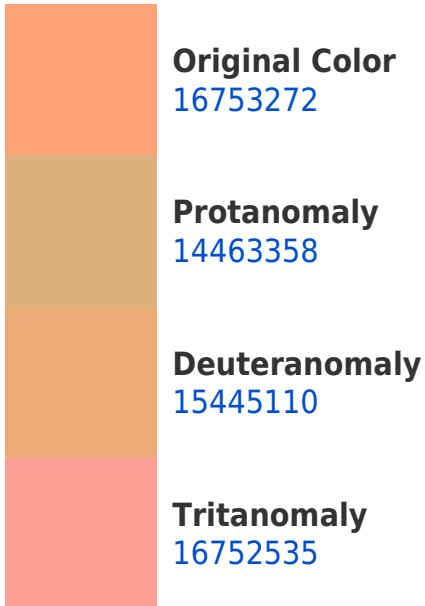 Original Color
16753272
Protanomaly
14463358
Deuteranomaly
15445110
Tritanomaly
16752535